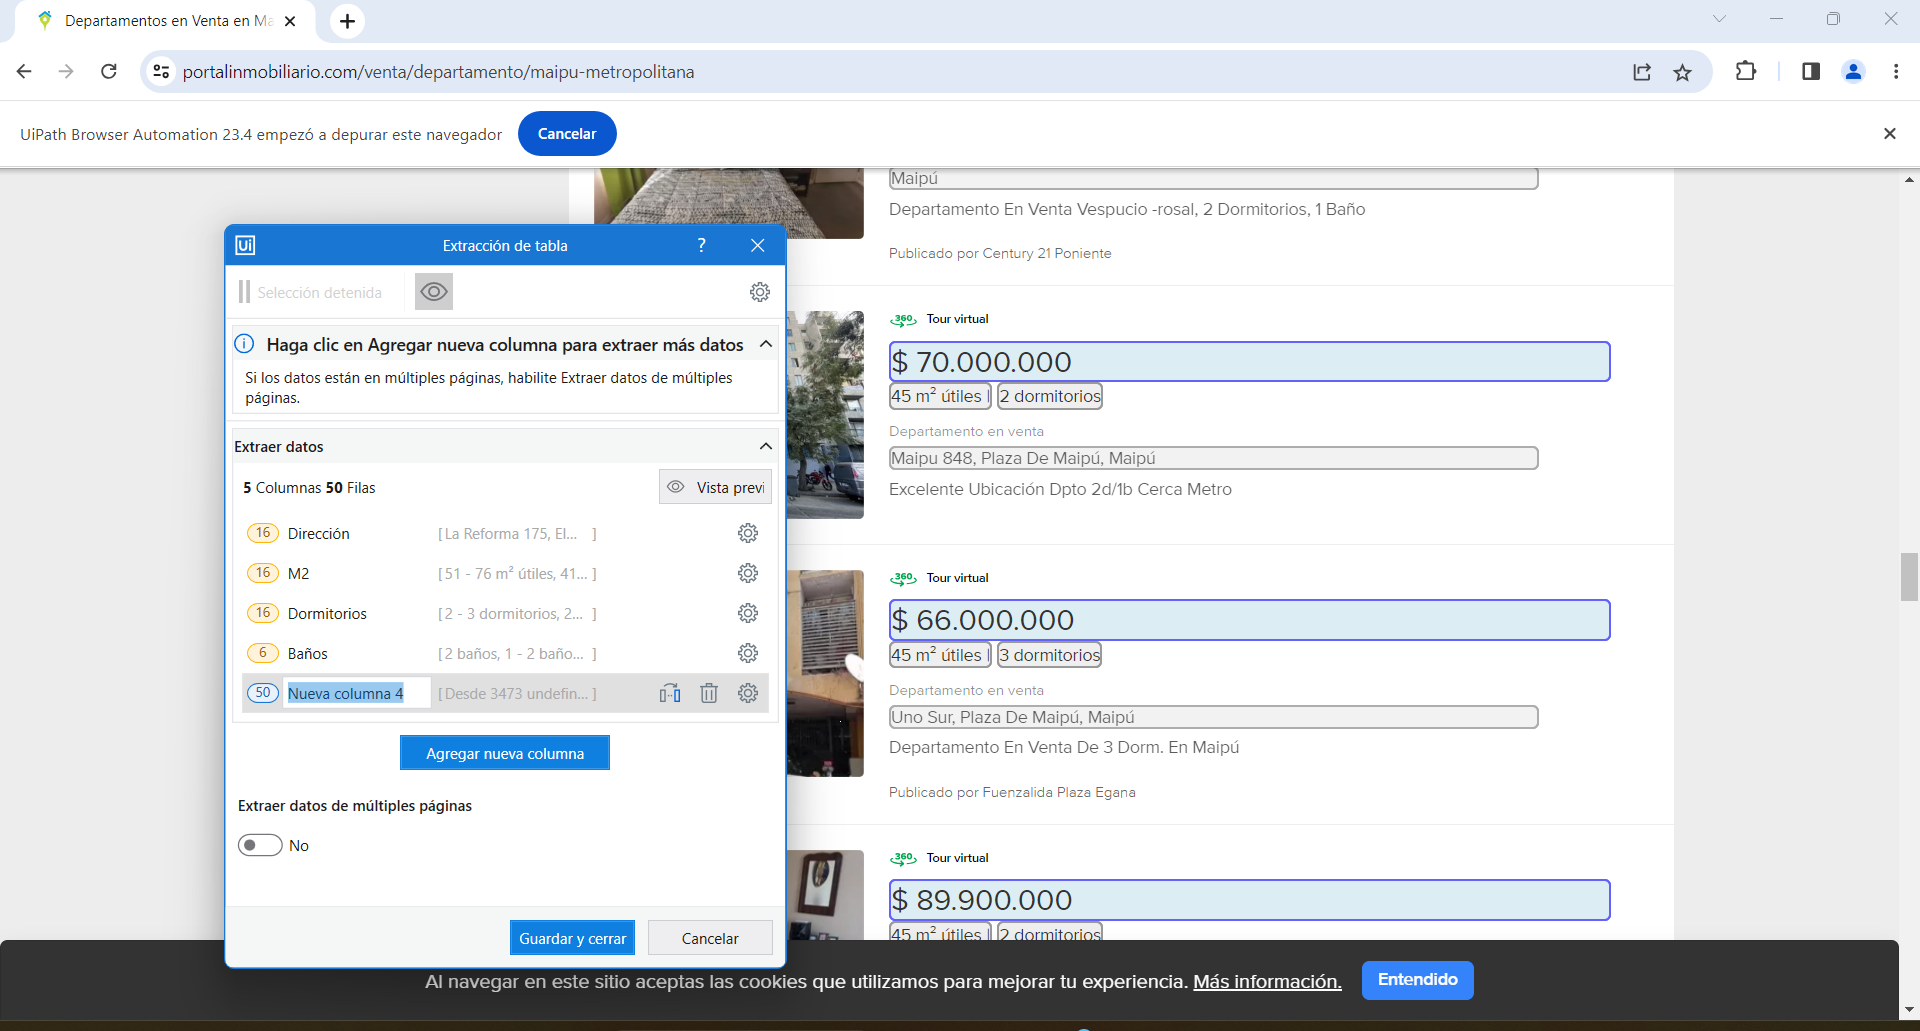 Departamentos en Venta en Ma
portalinmobiliario.com/venta/departamento/maipu-metropolitana
UiPath Browser Automation 23.4 empezó a depurar este navegador
Cancelar
Maipú
Departamento En Venta Vespucio -rosal, 2 Dormitorios, 1 Baño
Publicado por Century 21 Poniente
Ui
Extracción de tabla
?
Selección detenida
Haga clic en Agregar nueva columna para extraer más datos
Si los datos están en múltiples páginas, habilite Extraer datos de múltiples
páginas.
Extraer datos
5 Columnas 50 Filas
Vista previ
16 Dirección [ La Reforma 175, El... ]
16 M2 [ 51 - 76 m² útiles, 41... ]
16 Dormitorios [ 2 - 3 dormitorios, 2... ]
6 Baños [ 2 baños, 1 - 2 baño... ]
50 Nueva columna 4 [ Desde 3473 undefin... ]
Agregar nueva columna
Extraer datos de múltiples páginas
No
Guardar y cerrar
Cancelar
360 Tour virtual
$ 70.000.000
45 m² útiles | 2 dormitorios
Departamento en venta
Maipu 848, Plaza De Maipú, Maipú
Excelente Ubicación Dpto 2d/1b Cerca Metro
360 Tour virtual
$ 66.000.000
45 m² útiles | 3 dormitorios
Departamento en venta
Uno Sur, Plaza De Maipú, Maipú
Departamento En Venta De 3 Dorm. En Maipú
Publicado por Fuenzalida Plaza Egana
360 Tour virtual
$ 89.900.000
45 m² útiles | 2 dormitorios
Al navegar en este sitio aceptas las cookies que utilizamos para mejorar tu experiencia. Más información.
Entendido